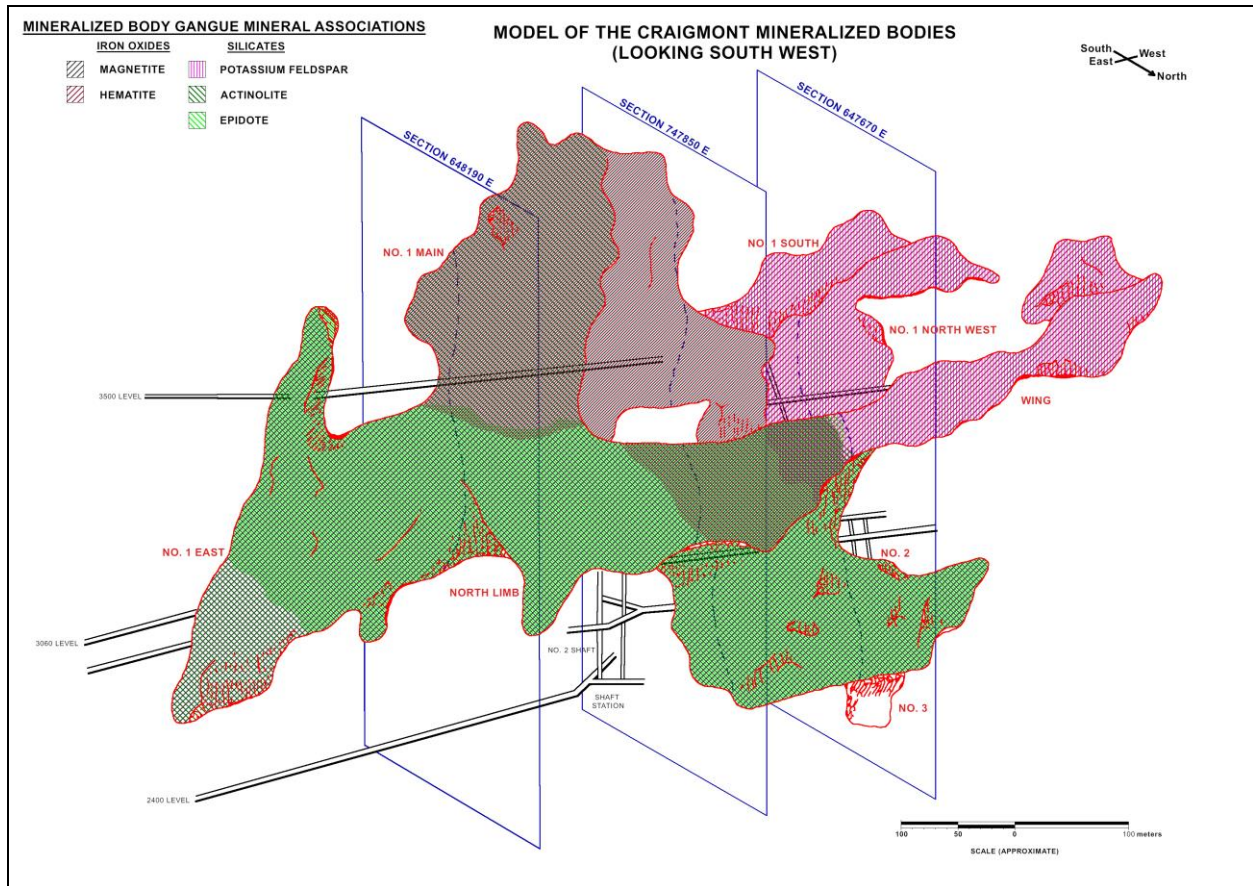 MINERALIZED BODY GANGUE MINERAL ASSOCIATIONS
IRON OXIDES
SILICATES
MAGNETITE
POTASSIUM FELDSPAR
HEMATITE
ACTINOLITE
EPIDOTE
MODEL OF THE CRAIGMONT MINERALIZED BODIES
(LOOKING SOUTH WEST)
South
West
East
North
SECTION 648190 E
SECTION 747850 E
SECTION 647670 E
NO. 1 MAIN
NO. 1 SOUTH
NO. 1 NORTH WEST
WING
3500 LEVEL
NO. 1 EAST
NORTH LIMB
NO. 2
3060 LEVEL
NO. 2 SHAFT
SHAFT
STATION
NO. 3
2400 LEVEL
100
50
0
100 meters
SCALE (APPROXIMATE)